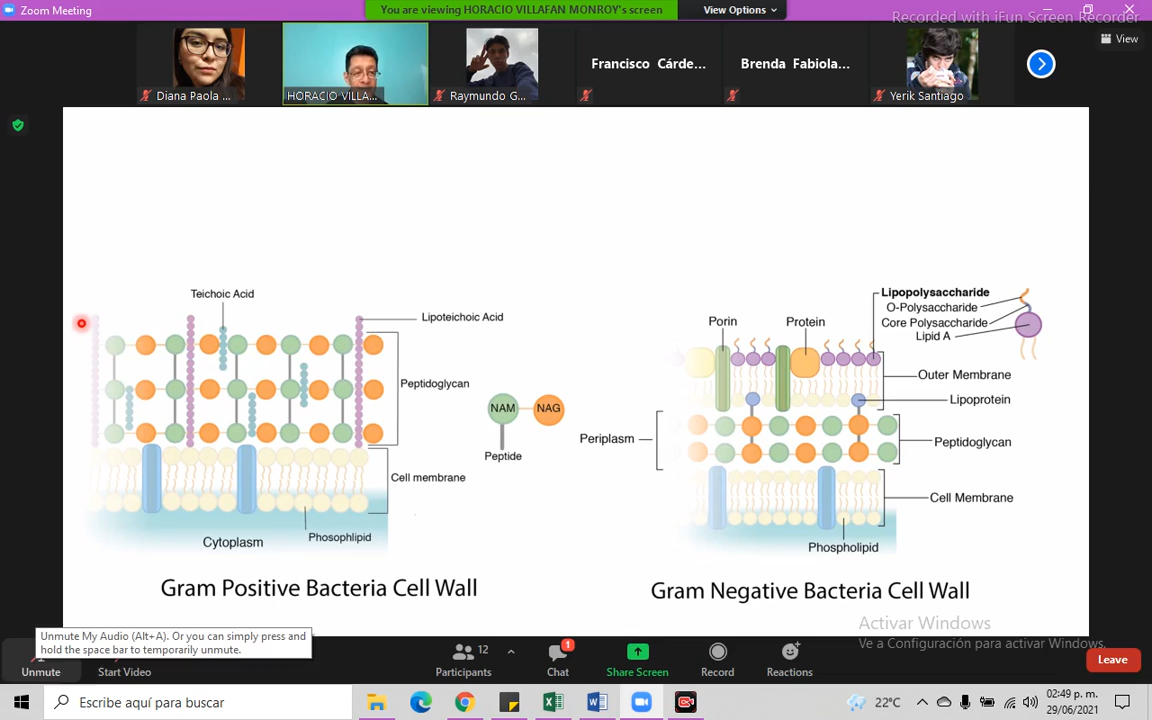 Zoom Meeting
You are viewing HORACIO VILLAFAN MONROY's screen
View Options
Recorded with iFun Screen Recorder
View
Diana Paola ...
HORACIO VILLA...
Raymundo G...
Francisco Cárde...
Brenda Fabiola...
Yerik Santiago
Teichoic Acid
Lipoteichoic Acid
Peptidoglycan
NAM
NAG
Peptide
Cell membrane
Phosophlipid
Cytoplasm
Gram Positive Bacteria Cell Wall
Lipopolysaccharide
O-Polysaccharide
Core Polysaccharide
Lipid A
Porin
Protein
Outer Membrane
Lipoprotein
Periplasm
Peptidoglycan
Cell Membrane
Phospholipid
Gram Negative Bacteria Cell Wall
Activar Windows
Ve a Configuración para activar Windows.
Unmute My Audio (Alt+A). Or you can simply press and
hold the space bar to temporarily unmute.
Unmute
Start Video
12
Participants
1
Chat
Share Screen
Record
Reactions
Leave
Escribe aquí para buscar
22°C
02:49 p. m.
29/06/2021